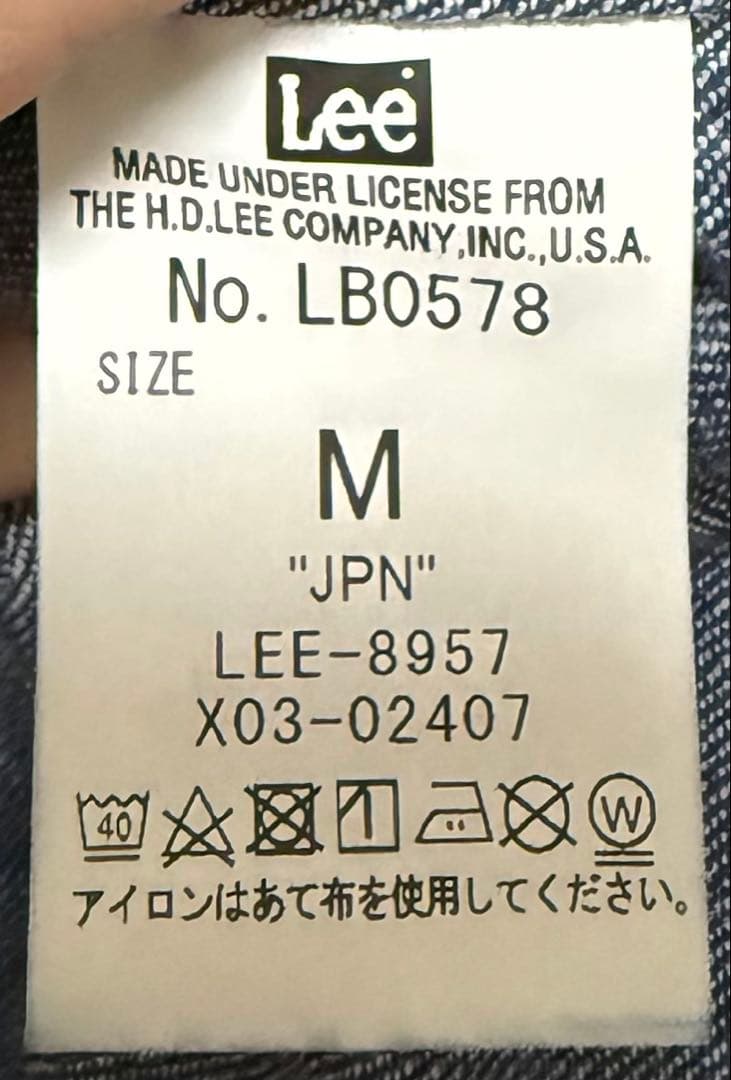 Lee
MADE UNDER LICENSE FROM
THE H.D.LEE COMPANY,INC.,U.S.A.
No. LB0578
SIZE
M
"JPN"
LEE-8957
X03-02407
40 W
アイロンはあて布を使用してください。